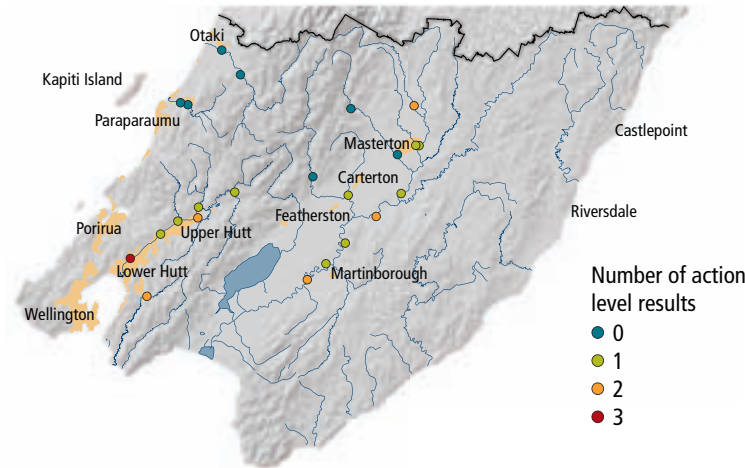 Otaki
Kapiti Island
Paraparaumu
Masterton
Castlepoint
Carterton
Featherston
Riversdale
Porirua
Upper Hutt
Lower Hutt
Martinborough
Wellington
Number of action
level results
0
1
2
3